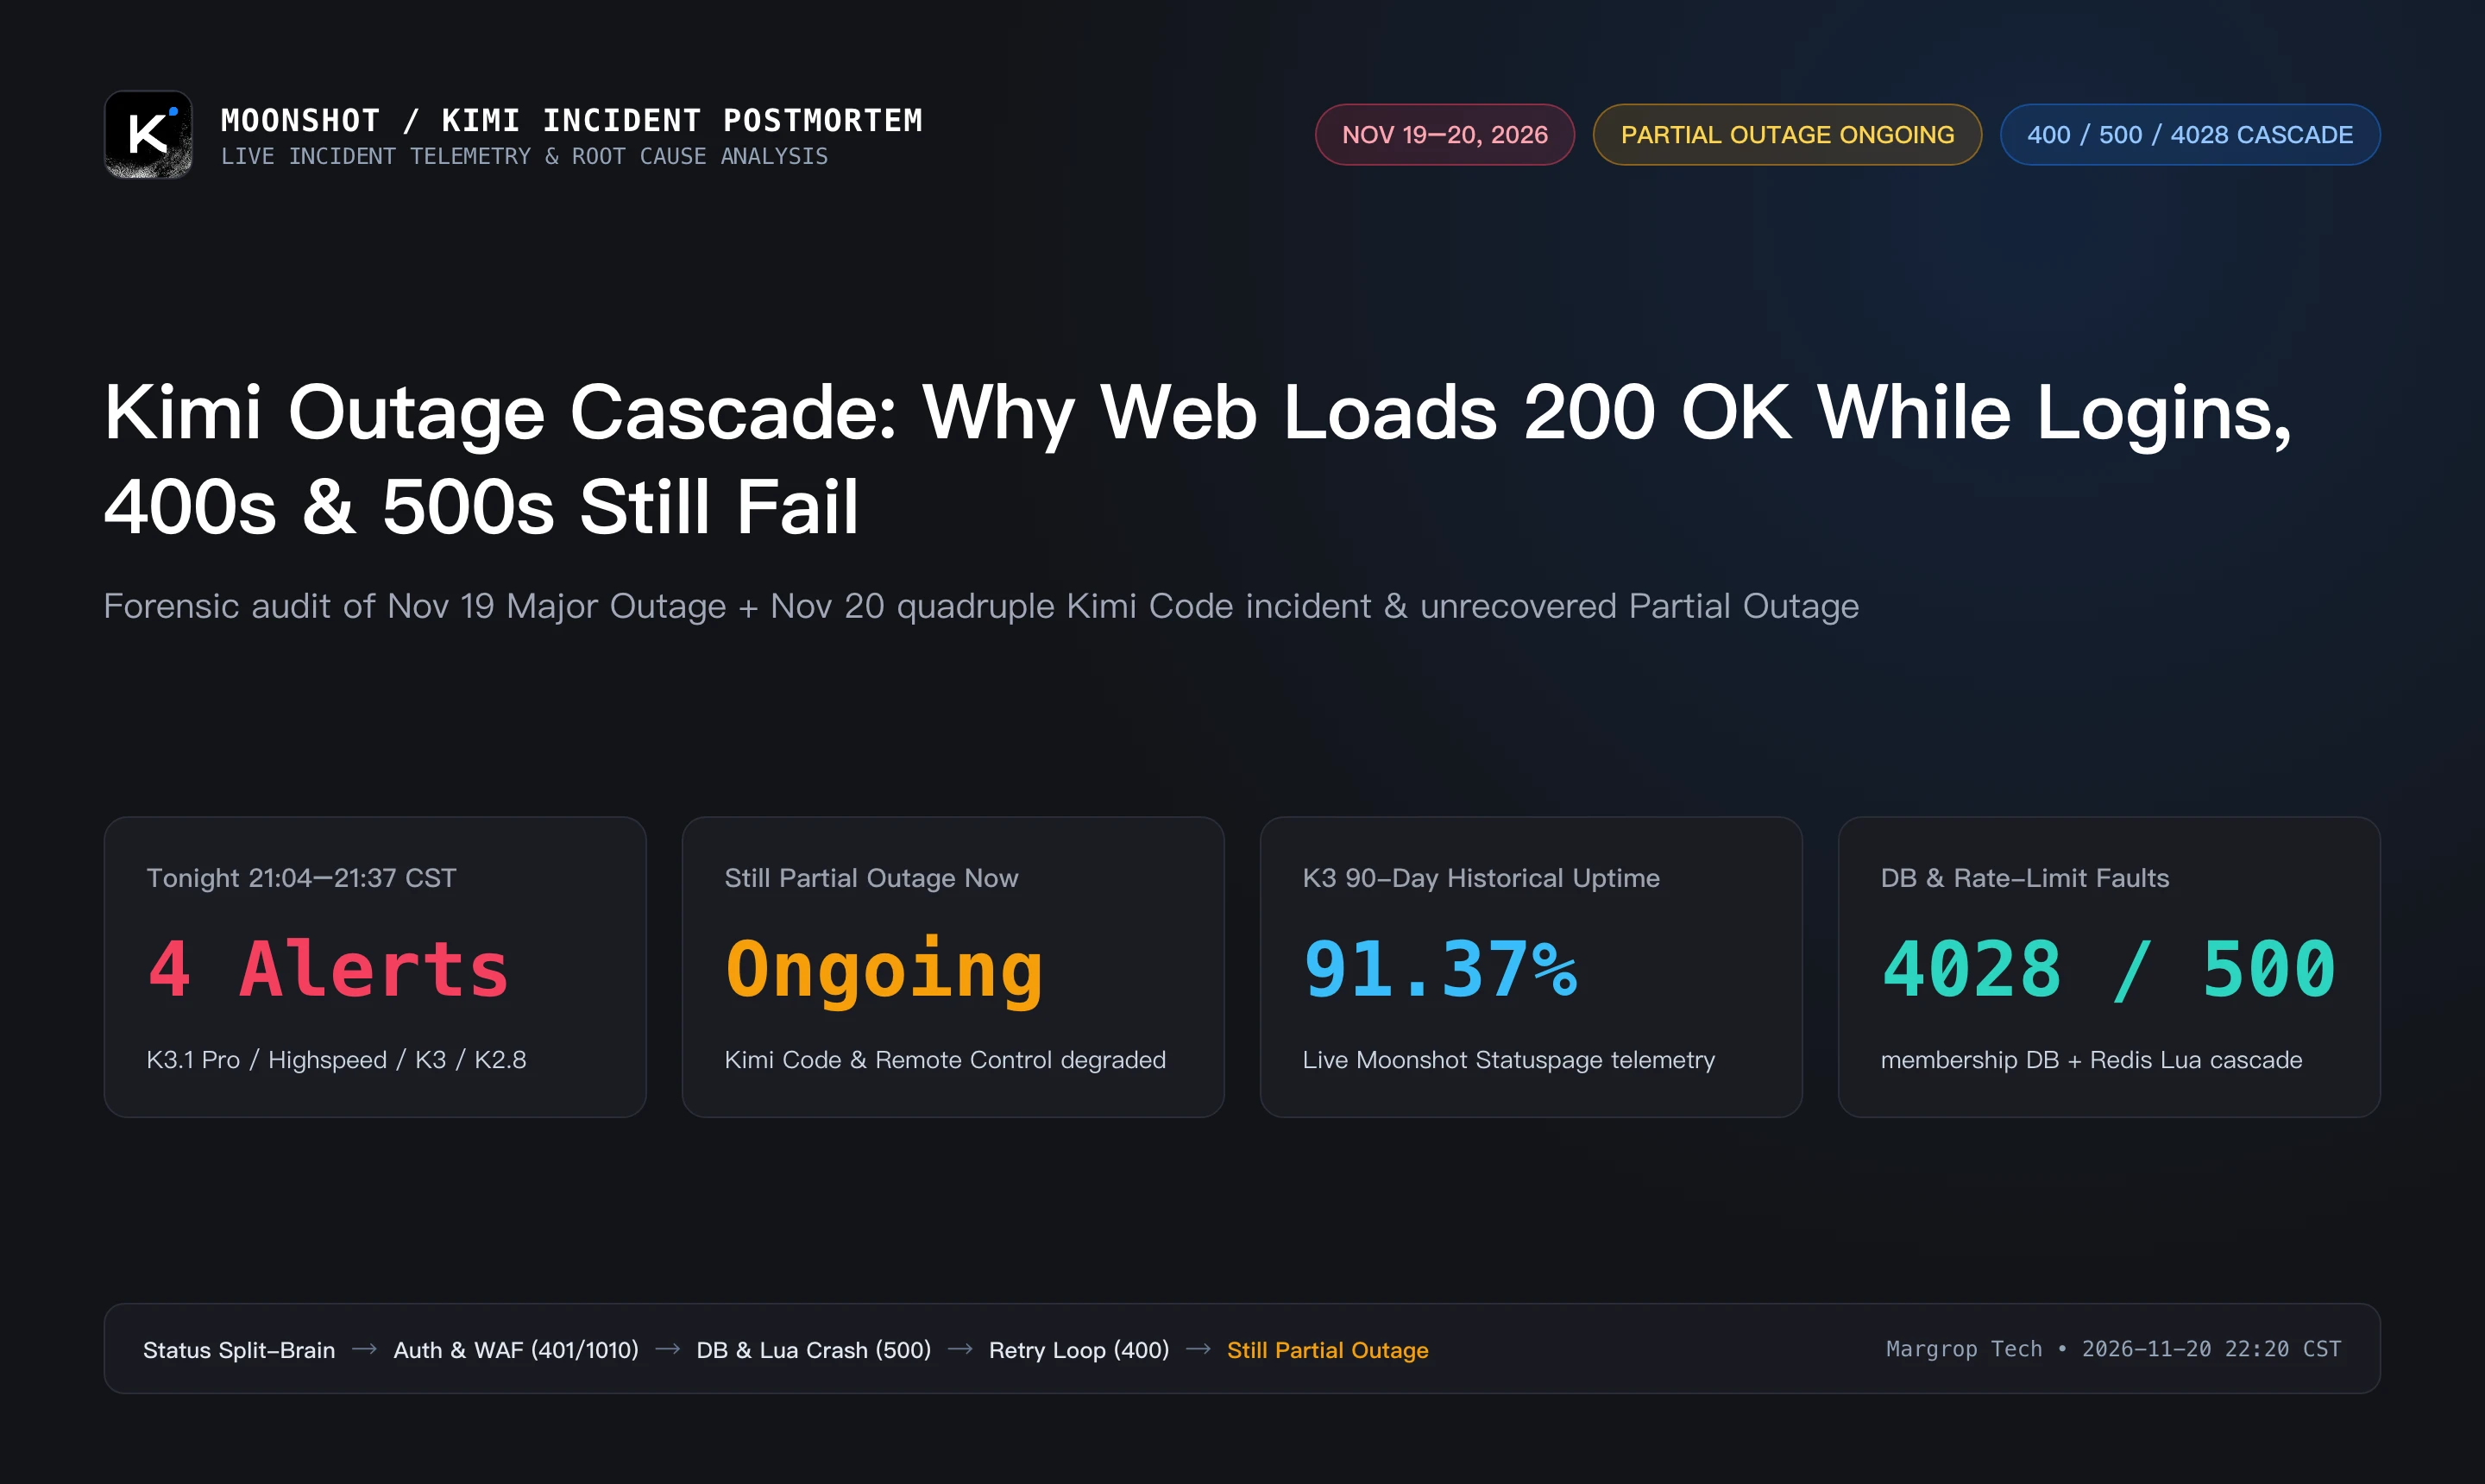 K
MOONSHOT / KIMI INCIDENT POSTMORTEM
LIVE INCIDENT TELEMETRY & ROOT CAUSE ANALYSIS
NOV 19–20, 2026
PARTIAL OUTAGE ONGOING
400 / 500 / 4028 CASCADE
Kimi Outage Cascade: Why Web Loads 200 OK While Logins,
400s & 500s Still Fail
Forensic audit of Nov 19 Major Outage + Nov 20 quadruple Kimi Code incident & unrecovered Partial Outage
Tonight 21:04–21:37 CST
4 Alerts
K3.1 Pro / Highspeed / K3 / K2.8
Still Partial Outage Now
Ongoing
Kimi Code & Remote Control degraded
K3 90-Day Historical Uptime
91.37%
Live Moonshot Statuspage telemetry
DB & Rate-Limit Faults
4028 / 500
membership DB + Redis Lua cascade
Status Split-Brain → Auth & WAF (401/1010) → DB & Lua Crash (500) → Retry Loop (400) → Still Partial Outage
Margrop Tech • 2026-11-20 22:20 CST